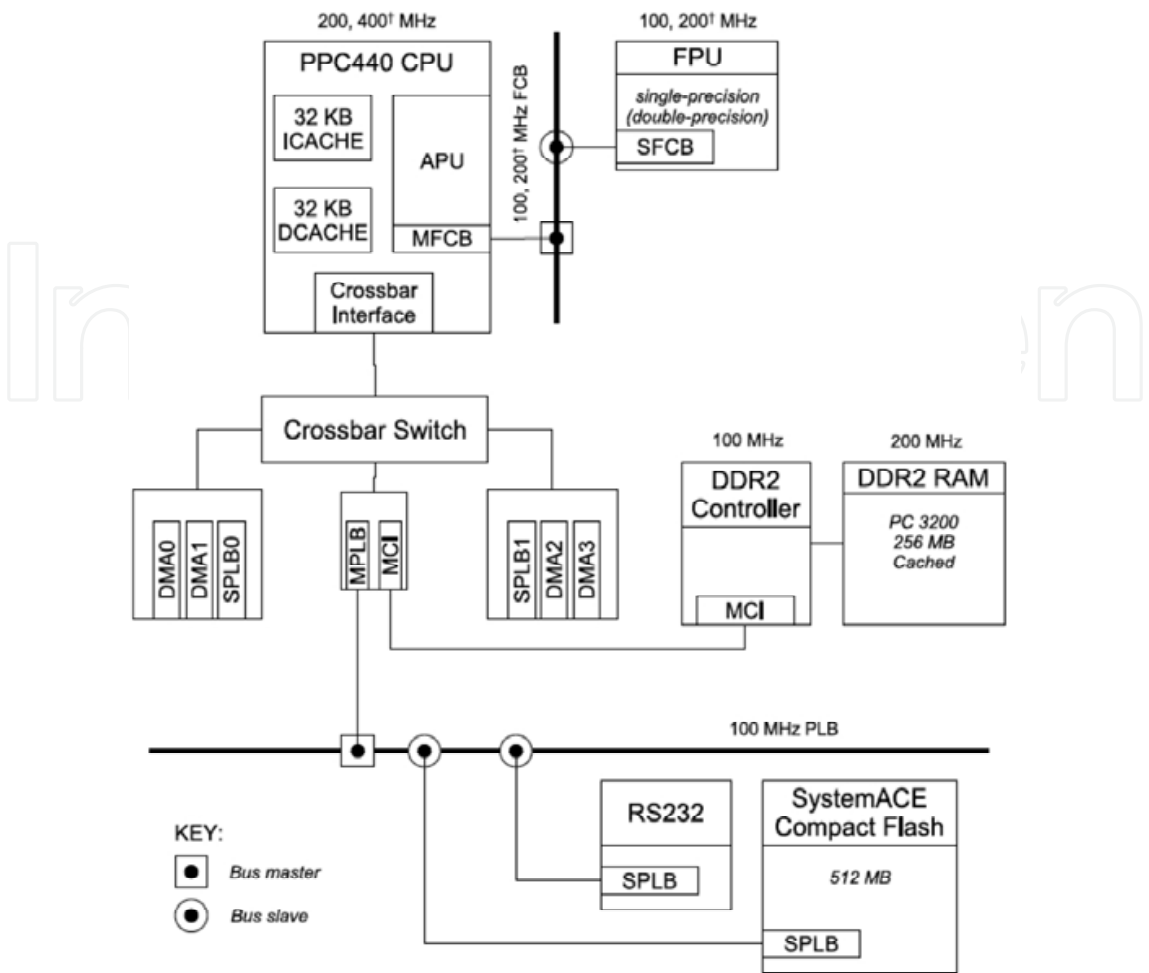 200, 400† MHz
PPC440 CPU
32 KB
ICACHE
32 KB
DCACHE
APU
MFCB
Crossbar
Interface
100, 200† MHz FCB
100, 200† MHz
FPU
single-precision
(double-precision)
SFCB
Crossbar Switch
DMA0
DMA1
SPLB0
MPLB
MCI
SPLB1
DMA2
DMA3
100 MHz
DDR2
Controller
MCI
200 MHz
DDR2 RAM
PC 3200
256 MB
Cached
100 MHz PLB
RS232
SPLB
SystemACE
Compact Flash
512 MB
SPLB
KEY:
Bus master
Bus slave